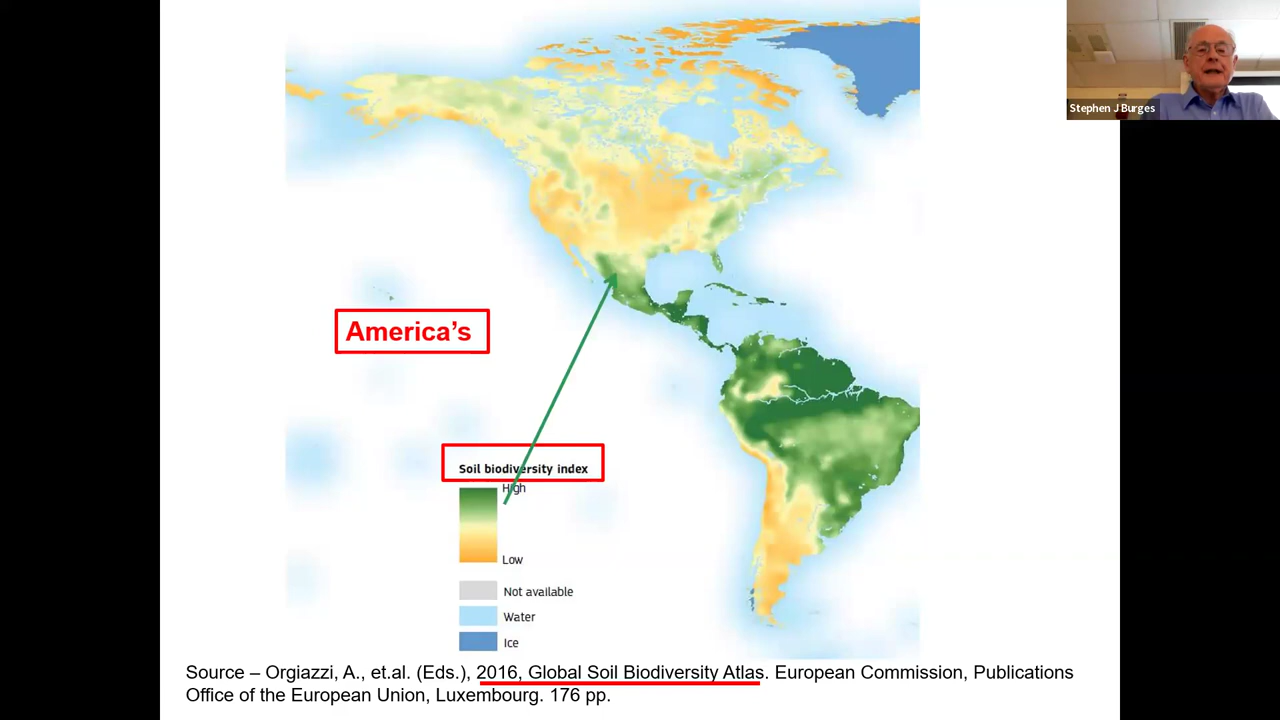 Stephen J Burges
America's
Soil biodiversity index
High
Low
Not available
Water
Ice
Source – Orgiazzi, A., et.al. (Eds.), 2016, Global Soil Biodiversity Atlas. European Commission, Publications
Office of the European Union, Luxembourg. 176 pp.